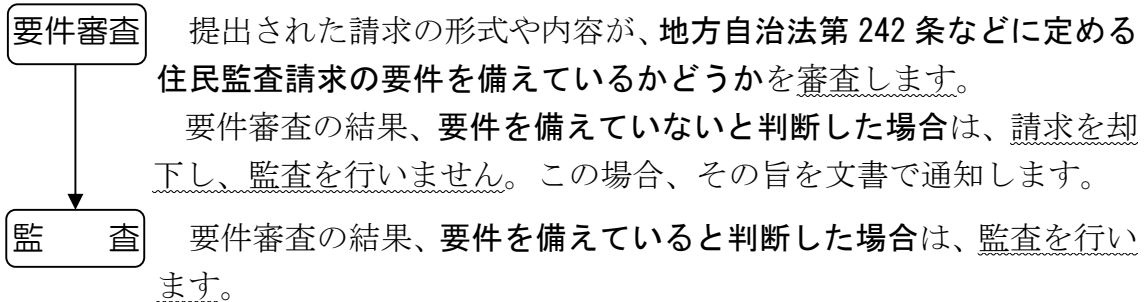 要件審査
提出された請求の形式や内容が、地方自治法第 242 条などに定める
住民監査請求の要件を備えているかどうかを審査します。
要件審査の結果、要件を備えていないと判断した場合は、請求を却
下し、監査を行いません。この場合、その旨を文書で通知します。
監　　査
要件審査の結果、要件を備えていると判断した場合は、監査を行い
ます。